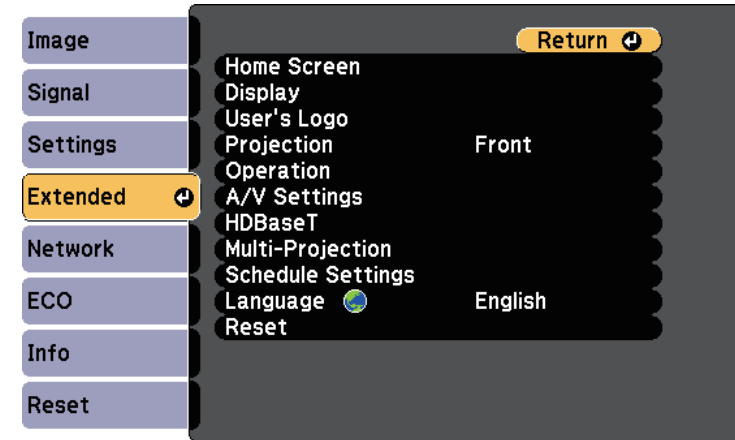 Image
Signal
Settings
Extended
Network
ECO
Info
Reset
Return
Home Screen
Display
User's Logo
Projection Front
Operation
A/V Settings
HDBaseT
Multi-Projection
Schedule Settings
Language English
Reset